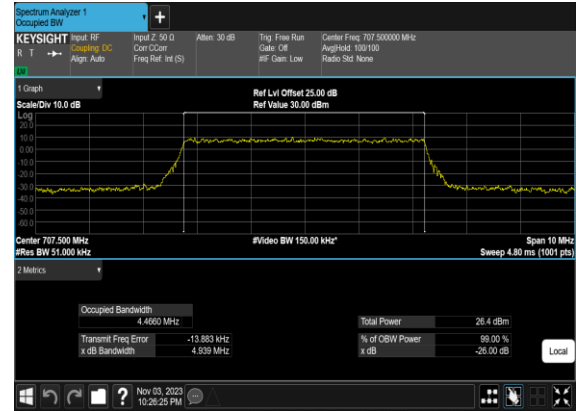 Spectrum Analyzer 1
Occupied BW
+
KEYSIGHT
R T
LV
Input: RF
Coupling: DC
Align: Auto
Input Z: 50 Ω
Corr CCorr
Freq Ref: Int (S)
Atten: 30 dB
Trig: Free Run
Gate: Off
#IF Gain: Low
Center Freq: 707.500000 MHz
Avg|Hold: 100/100
Radio Std: None
1 Graph
Scale/Div 10.0 dB
Ref Lvl Offset 25.00 dB
Ref Value 30.00 dBm
Log
20.0
10.0
0.00
-10.0
-20.0
-30.0
-40.0
-50.0
-60.0
Center 707.500 MHz
#Res BW 51.000 kHz
#Video BW 150.00 kHz*
Span 10 MHz
Sweep 4.80 ms (1001 pts)
2 Metrics
Occupied Bandwidth
4.4660 MHz
Transmit Freq Error -13.883 kHz
x dB Bandwidth 4.939 MHz
Total Power 26.4 dBm
% of OBW Power 99.00 %
x dB -26.00 dB
Local
?
Nov 03, 2023
10:26:25 PM